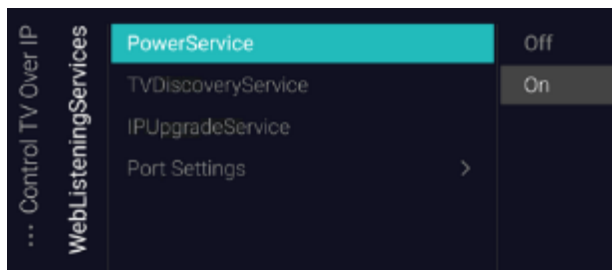 ... Control TV Over IP
WebListeningServices
PowerService
TVDiscoveryService
IPUpgradeService
Port Settings >
Off
On